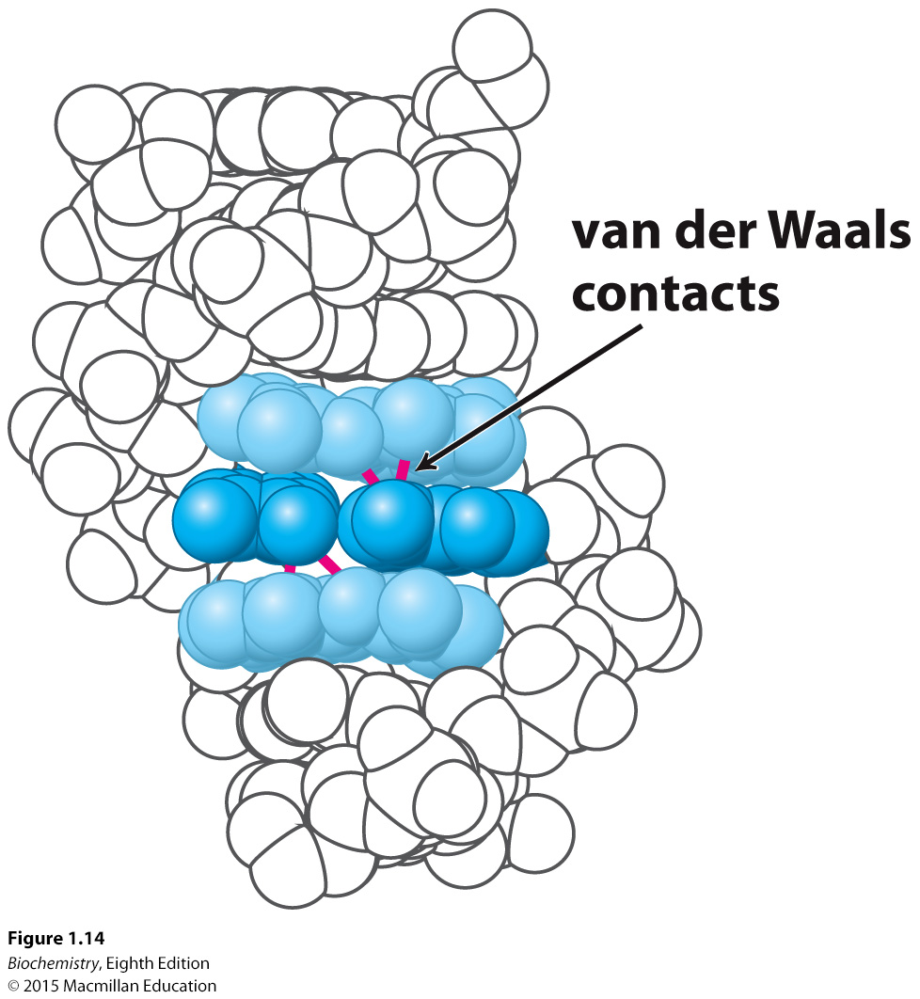 van der Waals
contacts
Figure 1.14
Biochemistry, Eighth Edition
© 2015 Macmillan Education